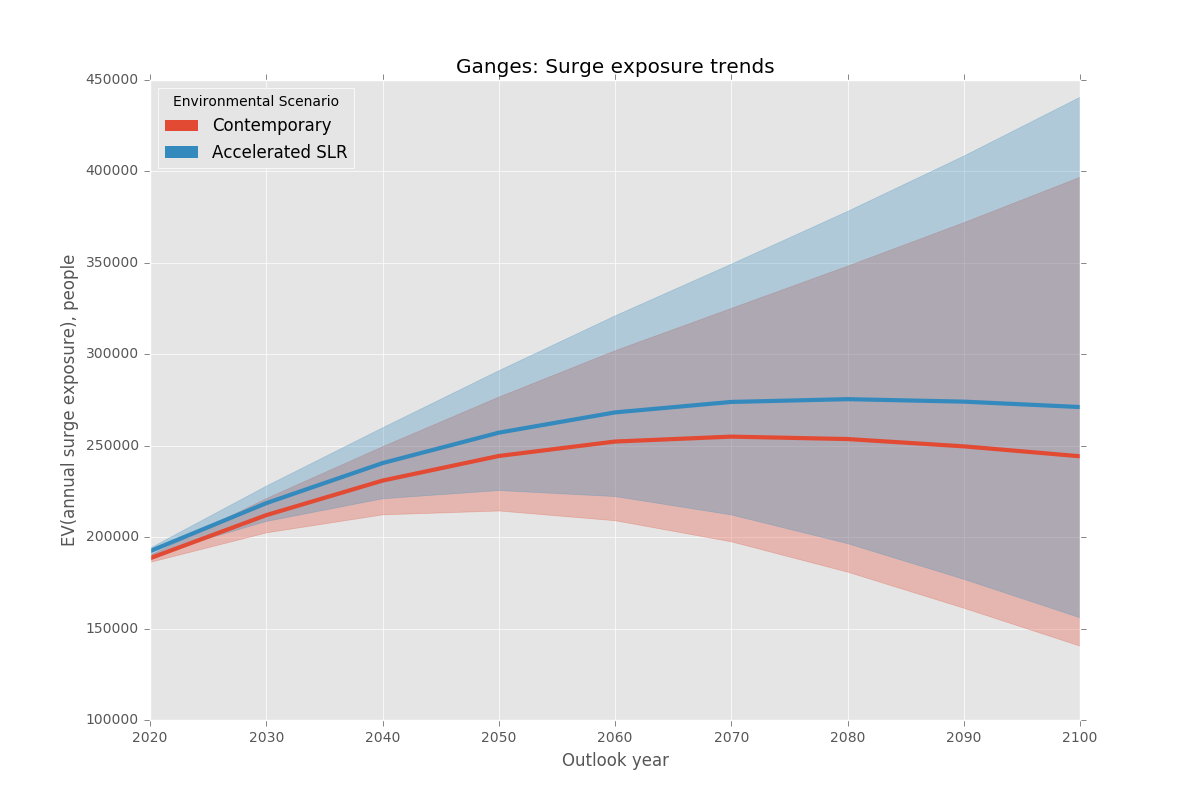 Ganges: Surge exposure trends
Environmental Scenario
Contemporary
Accelerated SLR
EV(annual surge exposure), people
450000
400000
350000
300000
250000
200000
150000
100000
2020 2030 2040 2050 2060 2070 2080 2090 2100
Outlook year